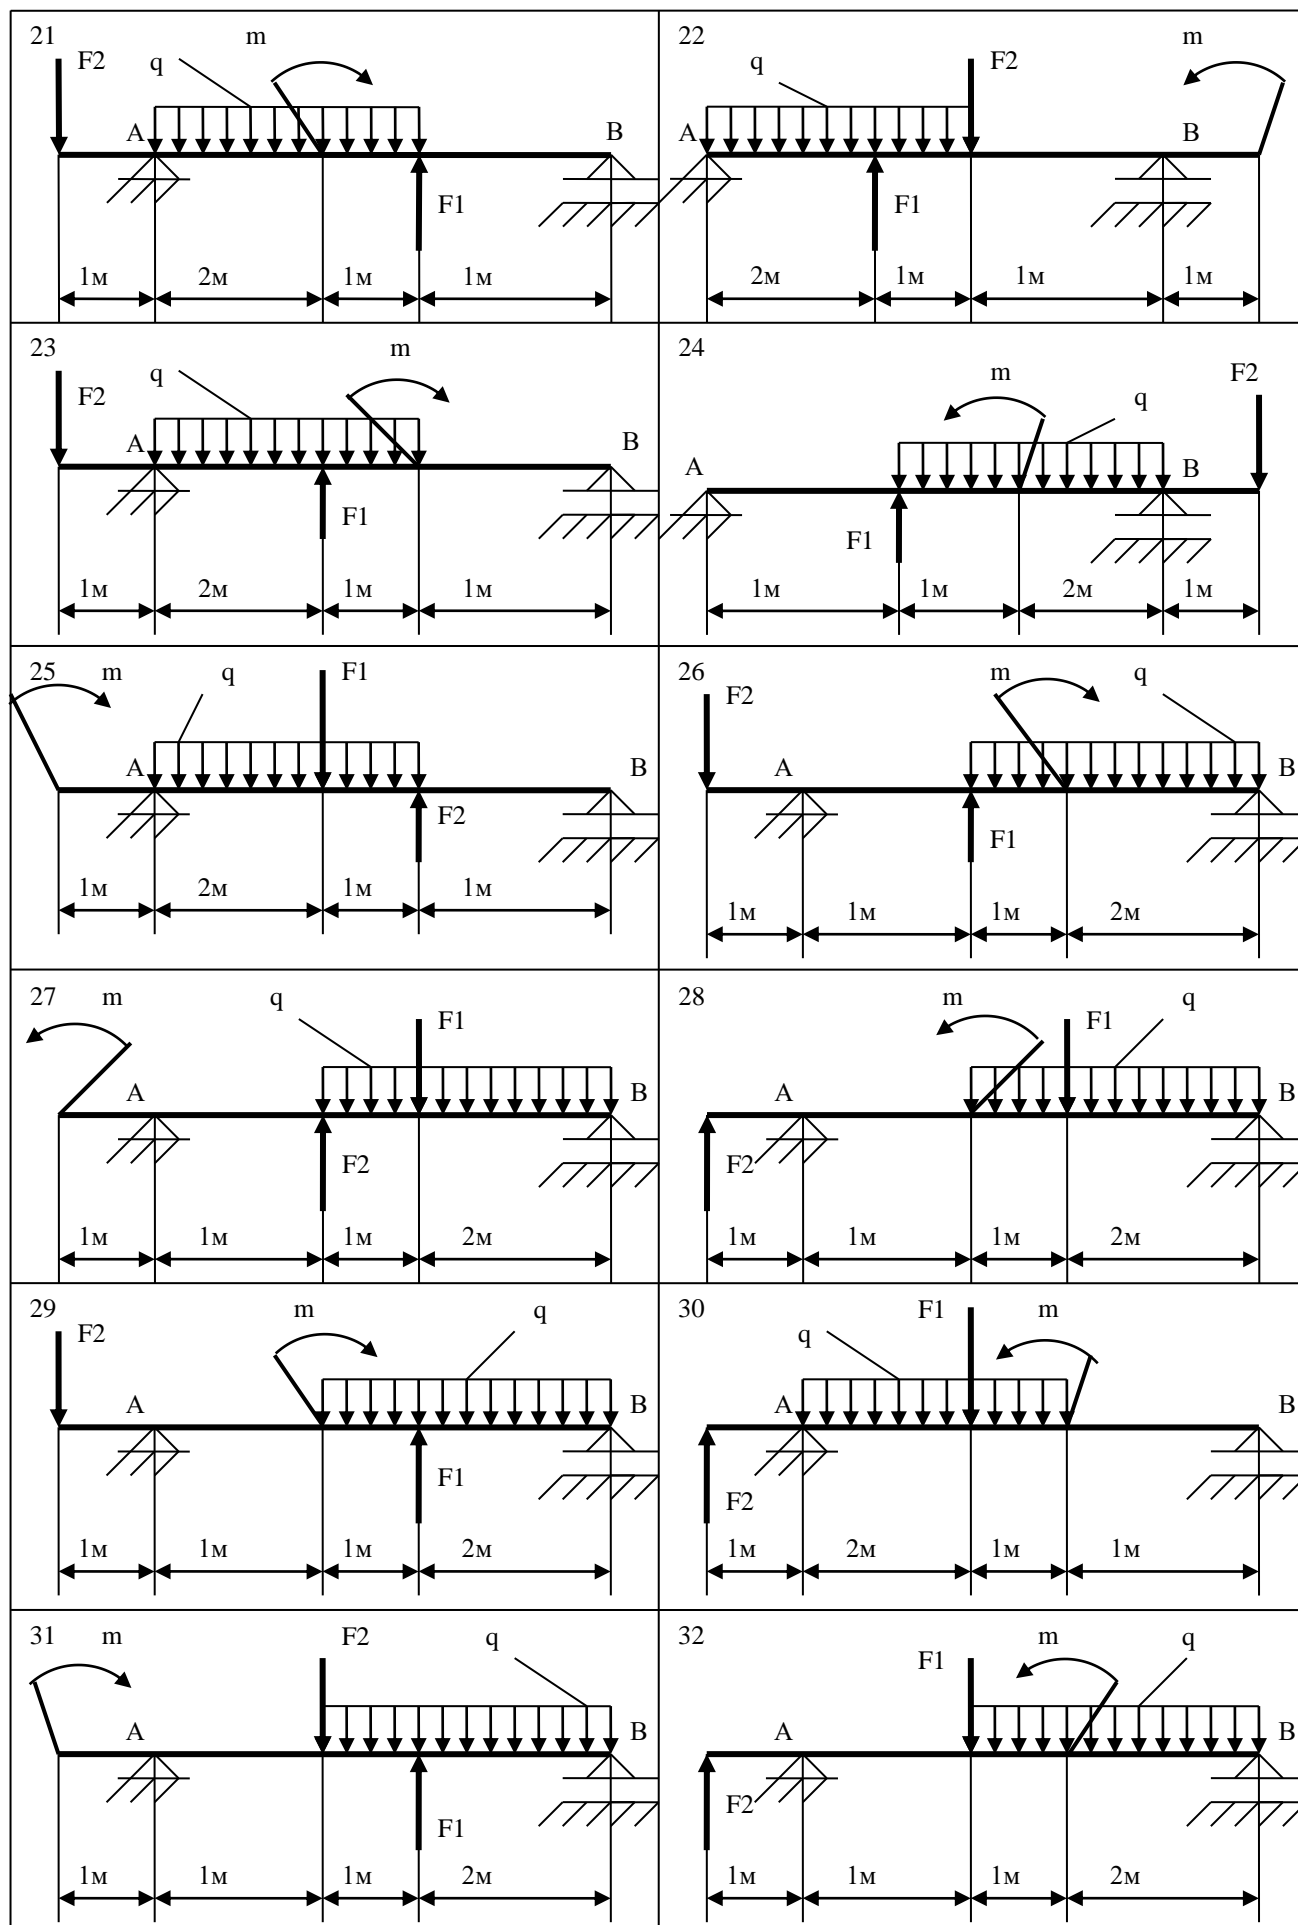 21 m F2 q A B F1
1м 2м 1м 1м
22 m q F2 A B F1
2м 1м 1м 1м
23 m F2 q A B F1
1м 2м 1м 1м
24 m F2 q A B F1
1м 1м 2м 1м
25 m q F1 A B F2
1м 2м 1м 1м
26 m q F2 A B F1
1м 1м 1м 2м
27 m q F1 A B F2
1м 1м 1м 2м
28 m F1 q A B F2
1м 1м 1м 2м
29 F2 m q A B F1
1м 1м 1м 2м
30 F1 m q A B F2
1м 2м 1м 1м
31 m F2 q A B F1
1м 1м 1м 2м
32 F1 m q A B F2
1м 1м 1м 2м